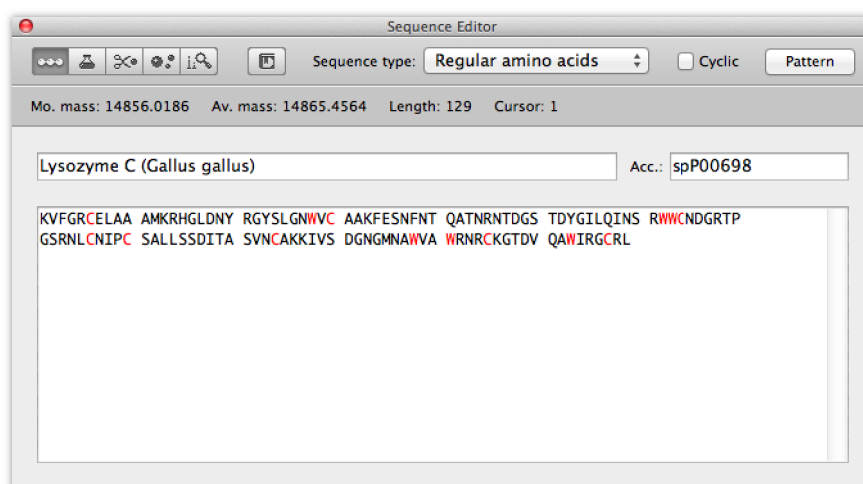 Sequence Editor
Sequence type: Regular amino acids Cyclic Pattern
Mo. mass: 14856.0186 Av. mass: 14865.4564 Length: 129 Cursor: 1
Lysozyme C (Gallus gallus) Acc.: spP00698
KVFGRCELAA AMKRHGLDNY RGYSLGNWVC AAKFESNFNT QATNRNTDGS TDYGILQINS RWWCNDGRTP
GSRNLCNIPC SALLSSDITA SVNCAKKIVS DGNGMNAWVA WRNRCKGTDV QAWIRGCRL